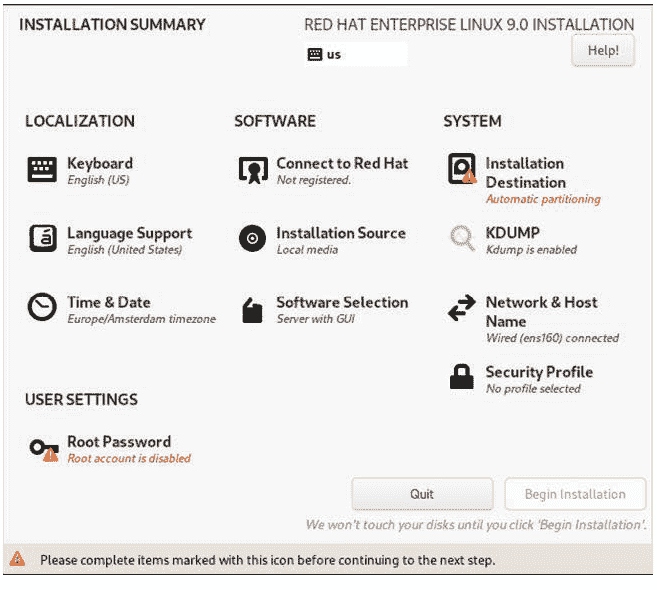 INSTALLATION SUMMARY
RED HAT ENTERPRISE LINUX 9.0 INSTALLATION
us
Help!
LOCALIZATION
Keyboard
English (US)
Language Support
English (United States)
Time & Date
Europe/Amsterdam timezone
SOFTWARE
Connect to Red Hat
Not registered.
Installation Source
Local media
Software Selection
Server with GUI
SYSTEM
Installation
Destination
Automatic partitioning
KDUMP
Kdump is enabled
Network & Host
Name
Wired (ens160) connected
Security Profile
No profile selected
USER SETTINGS
Root Password
Root account is disabled
Quit
Begin Installation
We won't touch your disks until you click 'Begin Installation'.
Please complete items marked with this icon before continuing to the next step.